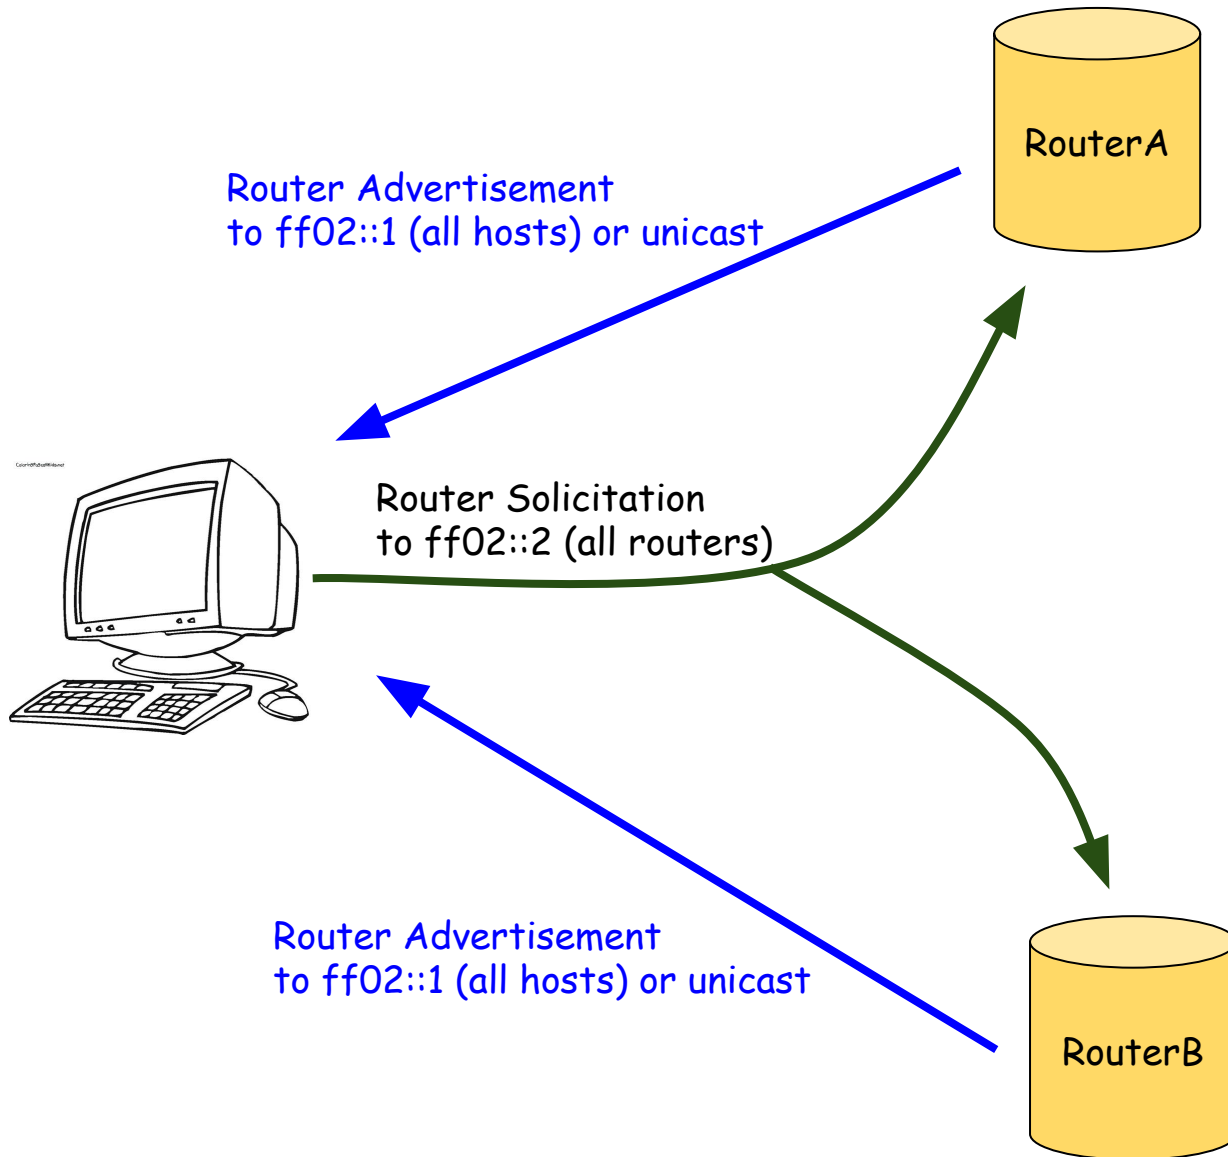 RouterA
Router Advertisement
to ff02::1 (all hosts) or unicast
Router Solicitation
to ff02::2 (all routers)
Router Advertisement
to ff02::1 (all hosts) or unicast
RouterB